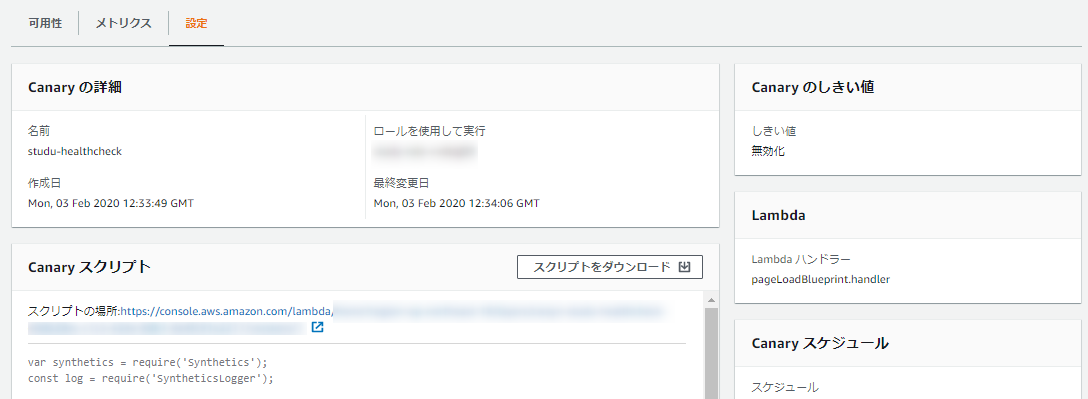 可用性
メトリクス
設定
Canary の詳細
名前
studu-healthcheck
ロールを使用して実行
作成日
Mon, 03 Feb 2020 12:33:49 GMT
最終変更日
Mon, 03 Feb 2020 12:34:06 GMT
Canary スクリプト
スクリプトをダウンロード
スクリプトの場所:https://console.aws.amazon.com/lambda/
var synthetics = require('Synthetics');
const log = require('SyntheticsLogger');
Canary のしきい値
しきい値
無効化
Lambda
Lambda ハンドラー
pageLoadBlueprint.handler
Canary スケジュール
スケジュール